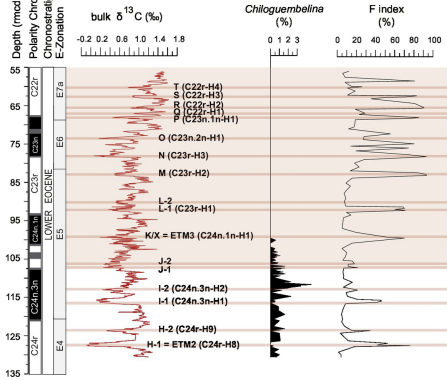 Depth (rmcd)
Polarity Chron
Chronostrat
E-Zonation
bulk δ13C (‰)
-0.2 0.2 0.6 1.0 1.4 1.8
Chiloguembelina
(%)
0 1 2 3
F index
(%)
0 20 40 60 80 100
55
65
75
85
95
105
115
125
135
C22r
C23n
C23r
C24n.1n
C24n.3n
C24r
LOWER EOCENE
E7a
E6
E5
E4
T (C22r-H4)
S (C22r-H3)
R (C22r-H2)
Q (C22r-H1)
P (C23n.1n-H1)
O (C23n.2n-H1)
N (C23r-H3)
M (C23r-H2)
L-2
L-1 (C23r-H1)
K/X = ETM3 (C24n.1n-H1)
J-2
J-1
I-2 (C24n.3n-H2)
I-1 (C24n.3n-H1)
H-2 (C24r-H9)
H-1 = ETM2 (C24r-H8)